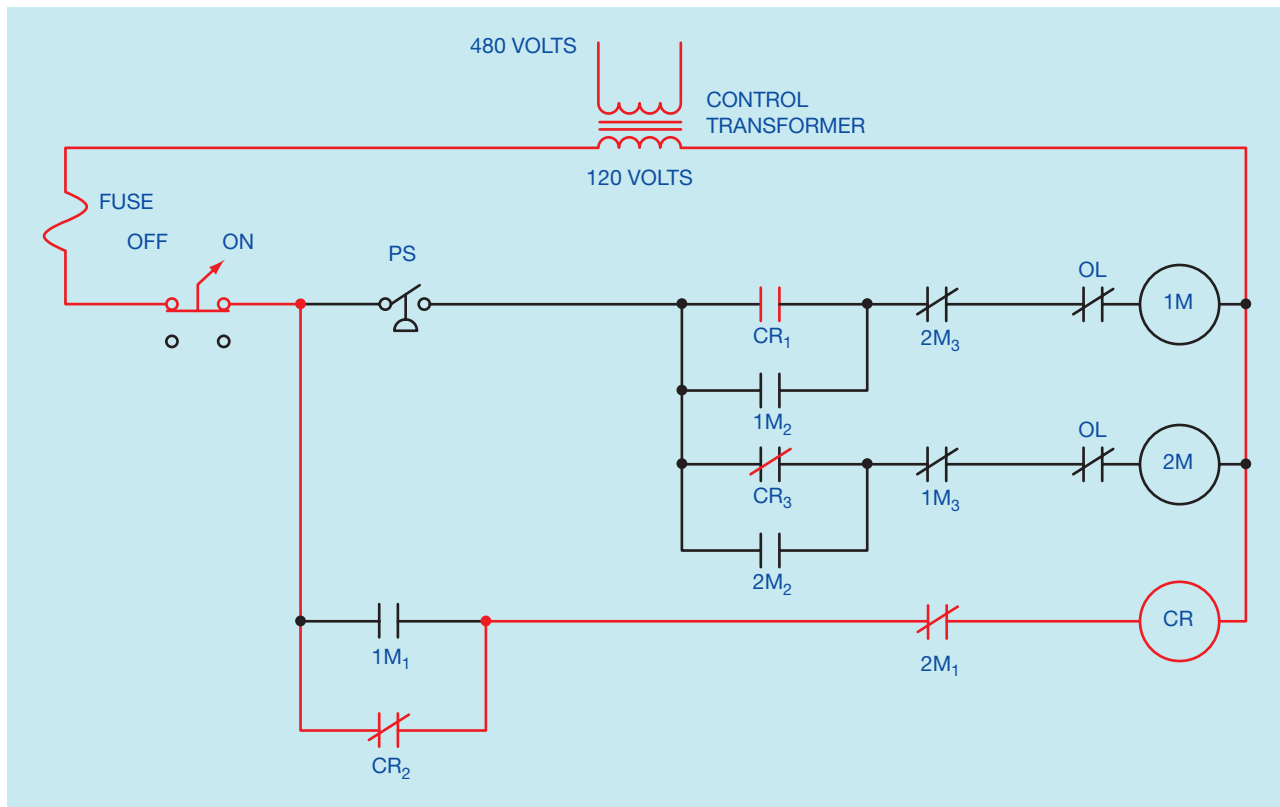 480 VOLTS
CONTROL
TRANSFORMER
120 VOLTS
FUSE
OFF
ON
PS
OL
1M
CR₁
2M₃
1M₂
OL
2M
CR₃
1M₃
2M₂
CR
1M₁
2M₁
CR₂